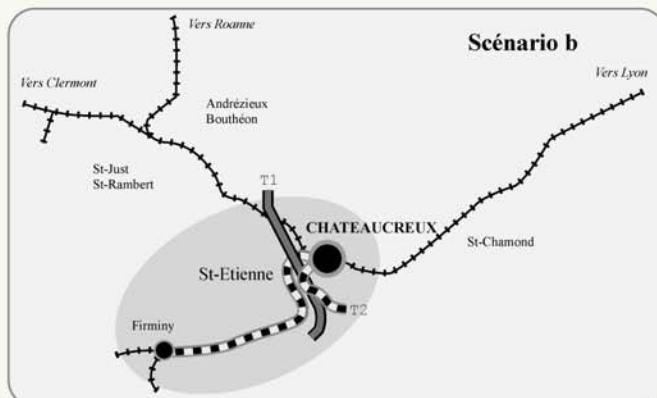 Vers Roanne
Scénario b
Vers Clermont
Vers Lyon
Andrézieux
Bouthéon
St-Just
St-Rambert
T1
CHATEAUCREUX
St-Chamond
St-Etienne
T2
Firminy